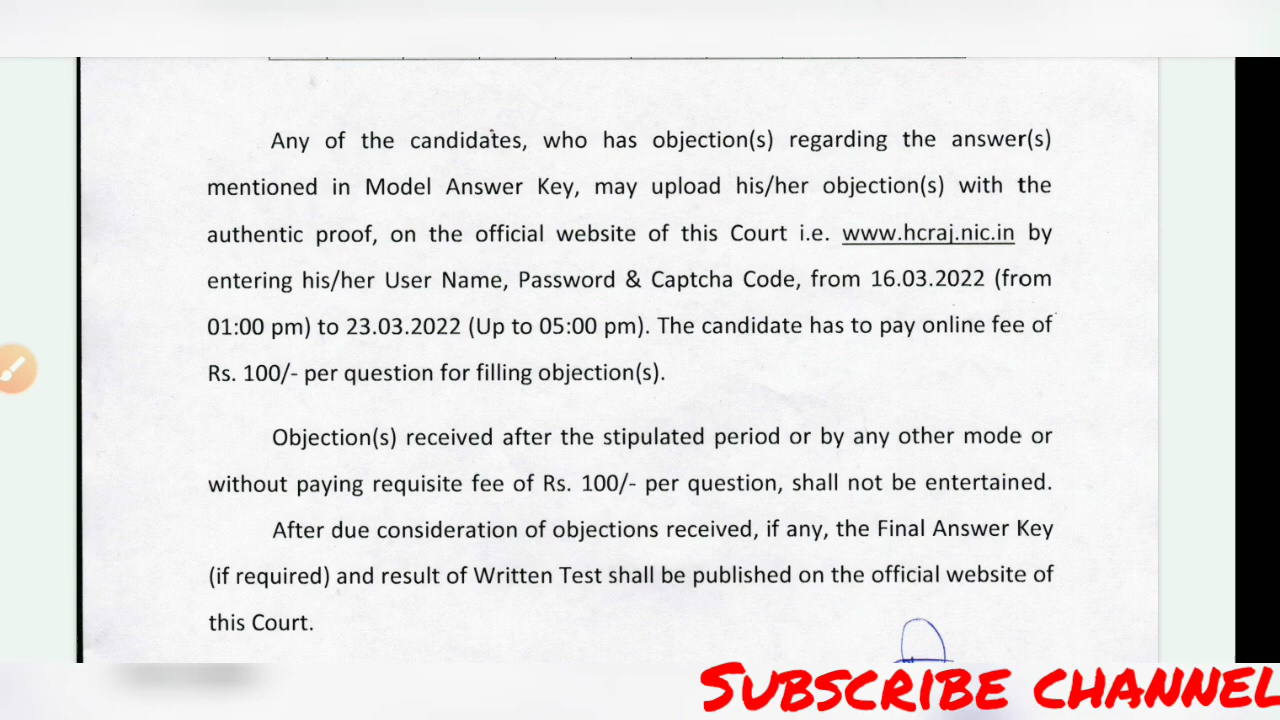 Any of the candidates, who has objection(s) regarding the answer(s)
mentioned in Model Answer Key, may upload his/her objection(s) with the
authentic proof, on the official website of this Court i.e. www.hcraj.nic.in by
entering his/her User Name, Password & Captcha Code, from 16.03.2022 (from
01:00 pm) to 23.03.2022 (Up to 05:00 pm). The candidate has to pay online fee of
Rs. 100/- per question for filling objection(s).
Objection(s) received after the stipulated period or by any other mode or
without paying requisite fee of Rs. 100/- per question, shall not be entertained.
After due consideration of objections received, if any, the Final Answer Key
(if required) and result of Written Test shall be published on the official website of
this Court.
SUBSCRIBE CHANNEL